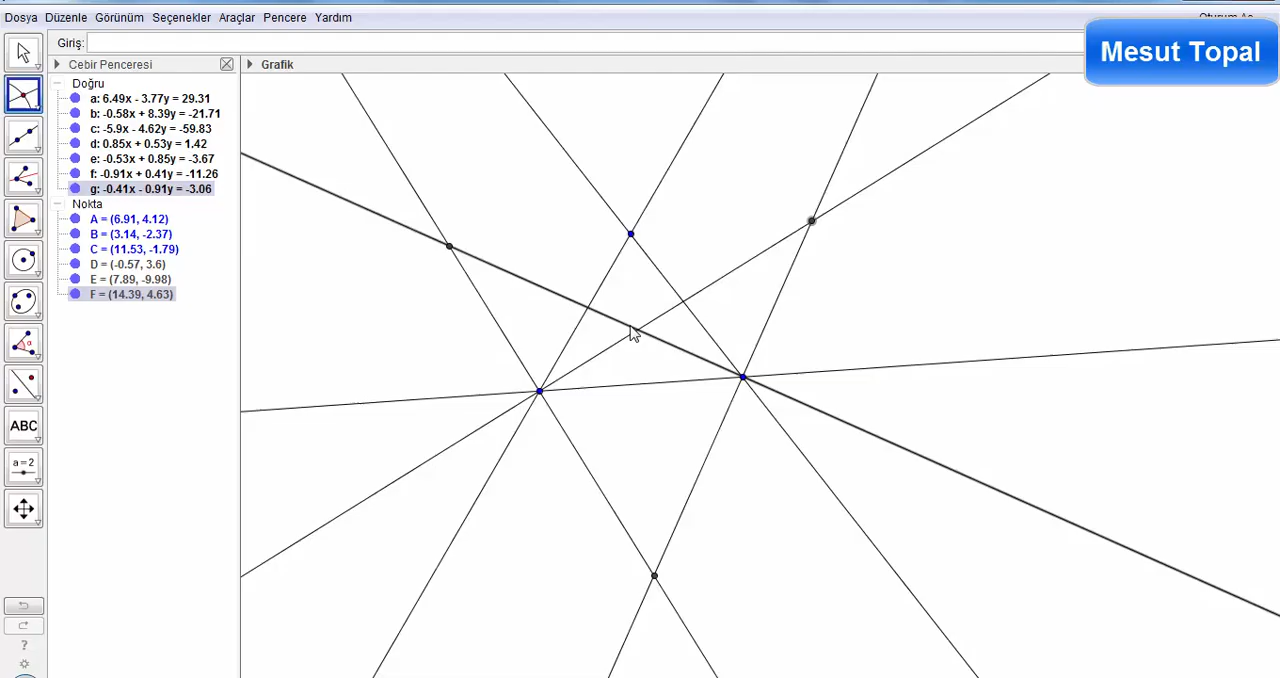 Dosya Düzenle Görünüm Seçenekler Araçlar Pencere Yardım
Mesut Topal
Giriş:
Cebir Penceresi
Grafik
Doğru
a: 6.49x - 3.77y = 29.31
b: -0.58x + 8.39y = -21.71
c: -5.9x - 4.62y = -59.83
d: 0.85x + 0.53y = 1.42
e: -0.53x + 0.85y = -3.67
f: -0.91x + 0.41y = -11.26
g: -0.41x - 0.91y = -3.06
Nokta
A = (6.91, 4.12)
B = (3.14, -2.37)
C = (11.53, -1.79)
D = (-0.57, 3.6)
E = (7.89, -9.98)
F = (14.39, 4.63)
α
ABC
a=2
?